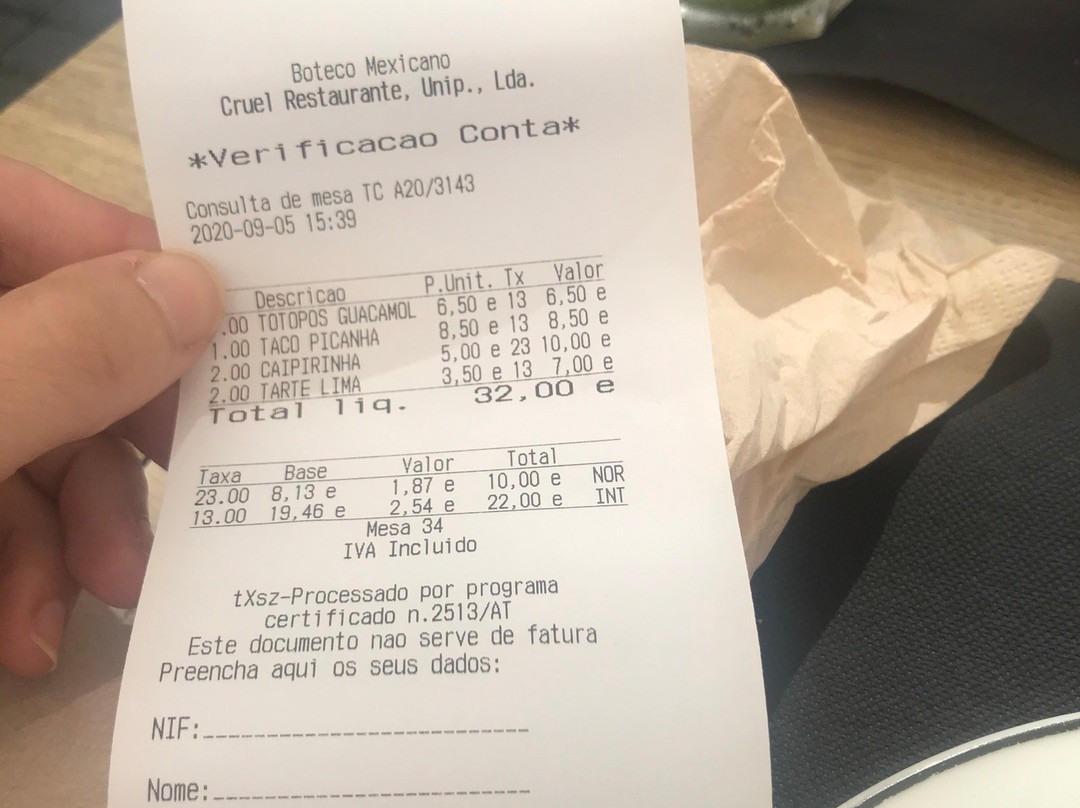 Boteco Mexicano
Cruel Restaurante, Unip., Lda.
*Verificacao Conta*
Consulta de mesa TC A20/3143
2020-09-05 15:39
Descricao P.Unit. Tx Valor
.00 TOTOPOS GUACAMOL 6,50 e 13 6,50 e
1.00 TACO PICANHA 8,50 e 13 8,50 e
2.00 CAIPIRINHA 5,00 e 23 10,00 e
2.00 TARTE LIMA 3,50 e 13 7,00 e
Total liq. 32,00 e
Taxa Base Valor Total
23.00 8,13 e 1,87 e 10,00 e NOR
13.00 19,46 e 2,54 e 22,00 e INT
Mesa 34
IVA Incluido
tXsz-Processado por programa
certificado n.2513/AT
Este documento nao serve de fatura
Preencha aqui os seus dados:
NIF:__________________________
Nome:_________________________